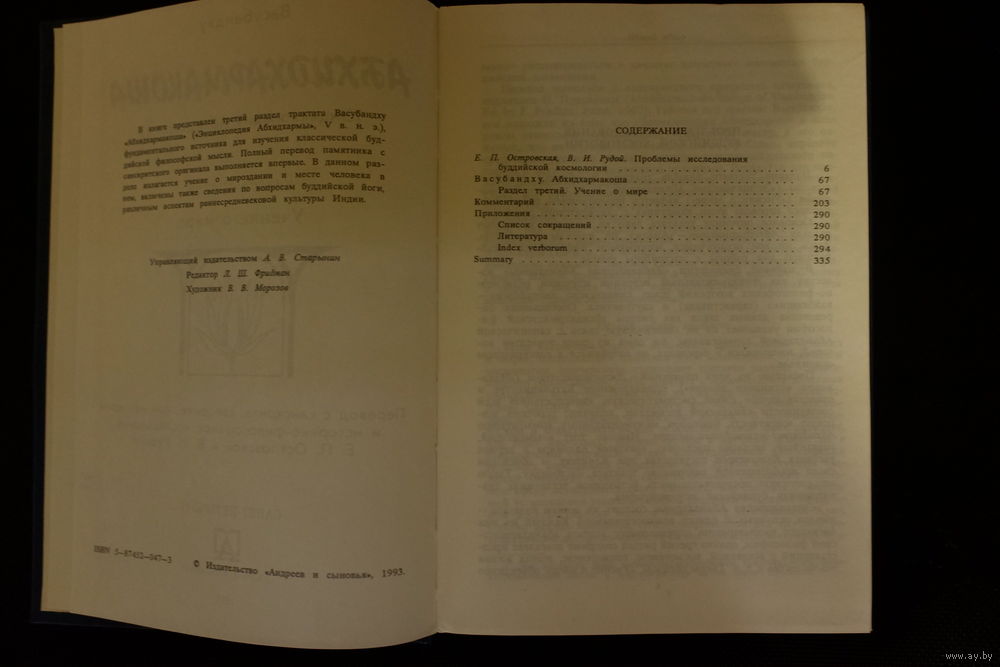 В книге представлен третий раздел трактата Васубандху
«Абхидхармакоша» («Энциклопедия Абхидхармы», V в. н. э.),
фундаментального источника для изучения классической буд-
дийской философской мысли. Полный перевод памятника с
санскритского оригинала выполняется впервые. В данном раз-
деле излагается учение о мироздании и месте человека в
нем, включены также сведения по вопросам буддийской йоги,
различным аспектам раннесредневековой культуры Индии.
Управляющий издательством А. В. Старынин
Редактор Л. Ш. Фридман
Художник В. В. Морозов
ISBN 5—87452—047—3
© Издательство «Андреев и сыновья», 1993.
СОДЕРЖАНИЕ
Е. П. Островская, В. И. Рудой. Проблемы исследования
буддийской космологии . . . . . . . . . . 6
Васубандху. Абхидхармакоша . . . . . . . . . . 67
Раздел третий. Учение о мире . . . . . . . . . . 67
Комментарий . . . . . . . . . . 203
Приложения . . . . . . . . . . 290
Список сокращений . . . . . . . . . . 290
Литература . . . . . . . . . . 290
Index verborum . . . . . . . . . . 294
Summary . . . . . . . . . . 335
www.ay.by